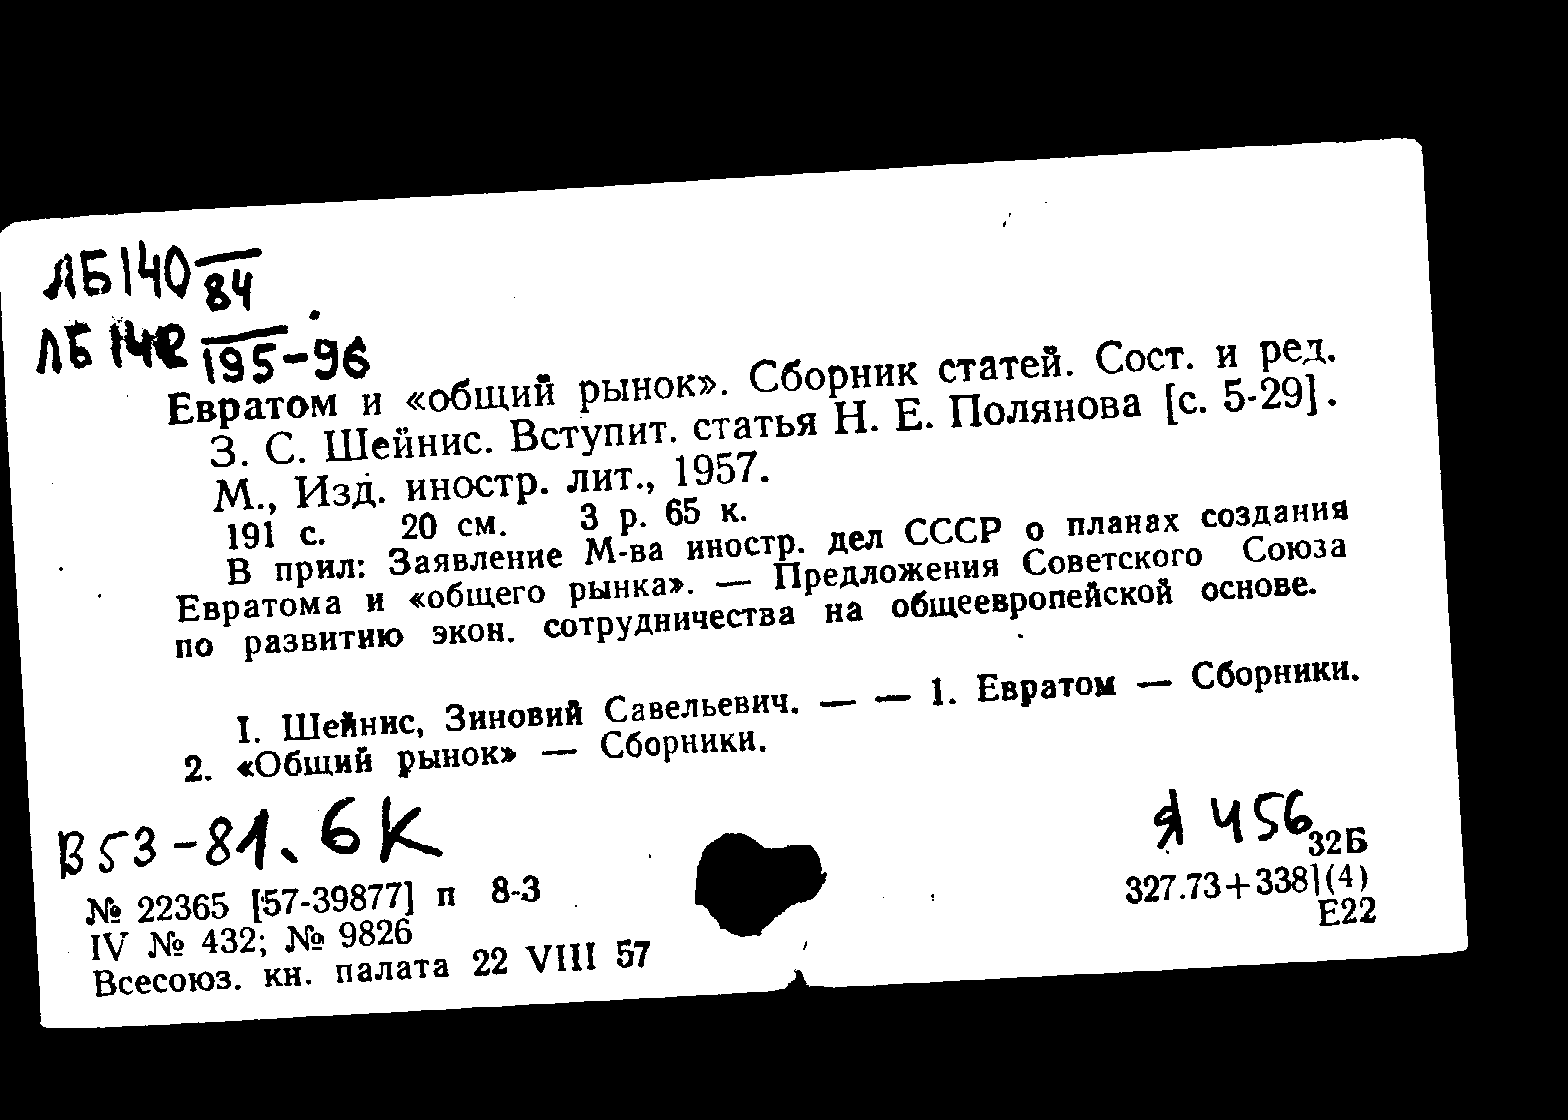 ЛБ140 84
ЛБ 195-96
Евратом и «общий рынок». Сборник статей. Сост. и ред.
З. С. Шейнис. Вступит. статья Н. Е. Полянова [с. 5-29].
М., Изд. иностр. лит., 1957.
191 с. 20 см. 3 р. 65 к.
В прил: Заявление М-ва иностр. дел СССР о планах создания
Евратома и «общего рынка». — Предложения Советского Союза
по развитию экон. сотрудничества на общеевропейской основе.
I. Шейнис, Зиновий Савельевич. — — 1. Евратом — Сборники.
2. «Общий рынок» — Сборники.
В53-81. 6К
Я 456
32Б
№ 22365 [57-39877] п 8-3
327.73+3381(4)
IV № 432; № 9826
Е22
Всесоюз. кн. палата 22 VIII 57